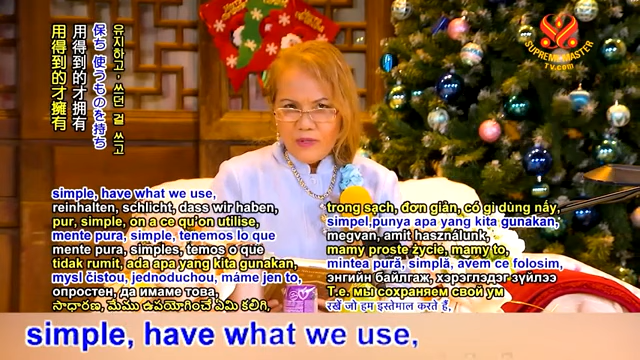 유지하고, 쓰던 걸 쓰고
保ち 使うものを持ち
用得到的才拥有
用得到的才擁有
SUPREME MASTER
TV.com
simple, have what we use,
reinhalten, schlicht, dass wir haben,
pur, simple, on a ce qu'on utilise,
mente pura, simple, tenemos lo que
mente pura, simples, temos o que
tidak rumit, ada apa yang kita gunakan,
mysl čistou, jednoduchou, máme jen to,
опростен, да имаме това,
సాధారణ, మేము ఉపయోగించే ఏమి కలిగి,
trong sạch, đơn giản, có gì dùng nấy,
simpel,punya apa yang kita gunakan,
megvan, amit használunk,
mamy proste życie, mamy to,
mintea pură, simplă, avem ce folosim,
энгийн байлгаж, хэрэглэдэг зүйлээ
Т.е. мы сохраняем свой ум
रखें जो हम इस्तेमाल करते हैं,
simple, have what we use,